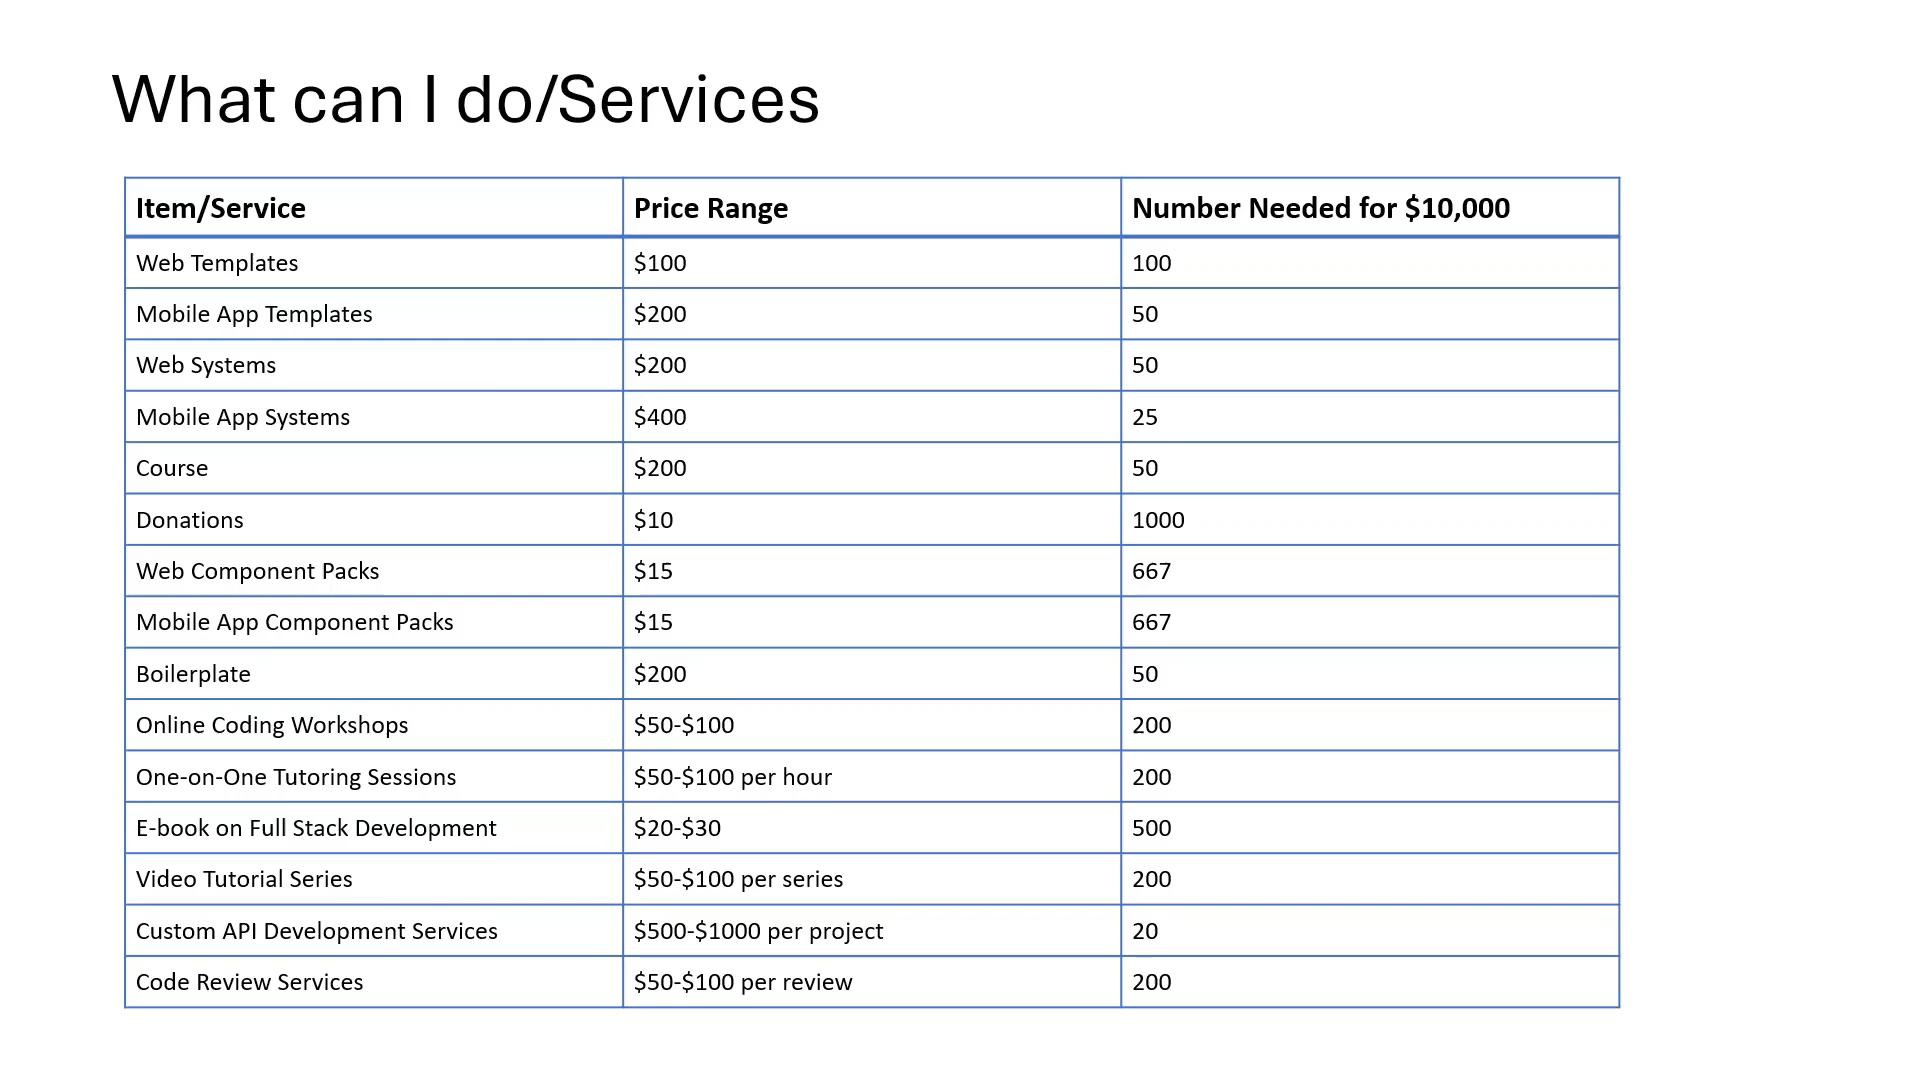 What can I do/Services
Item/Service Price Range Number Needed for $10,000
Web Templates $100 100
Mobile App Templates $200 50
Web Systems $200 50
Mobile App Systems $400 25
Course $200 50
Donations $10 1000
Web Component Packs $15 667
Mobile App Component Packs $15 667
Boilerplate $200 50
Online Coding Workshops $50-$100 200
One-on-One Tutoring Sessions $50-$100 per hour 200
E-book on Full Stack Development $20-$30 500
Video Tutorial Series $50-$100 per series 200
Custom API Development Services $500-$1000 per project 20
Code Review Services $50-$100 per review 200